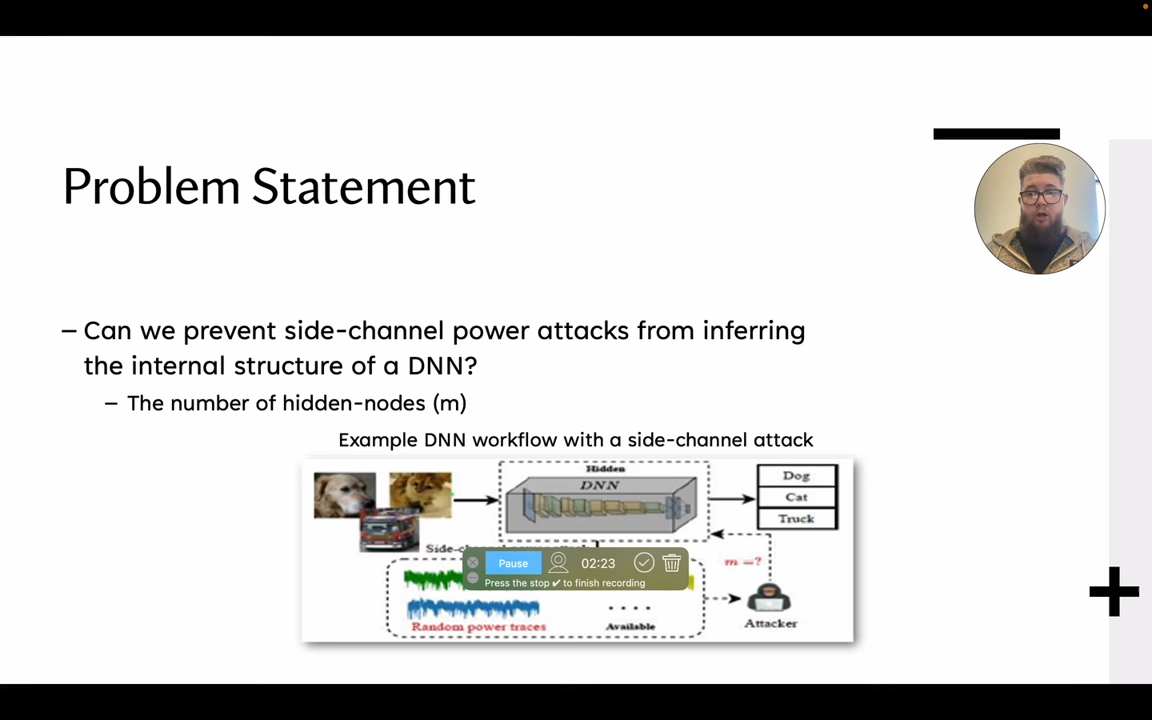 Problem Statement
– Can we prevent side-channel power attacks from inferring
the internal structure of a DNN?
– The number of hidden-nodes (m)
Example DNN workflow with a side-channel attack
Hidden
DNN
Dog
Cat
Truck
m =?
Pause
02:23
Press the stop ✓ to finish recording
Random power traces
. . . .
Available
Attacker